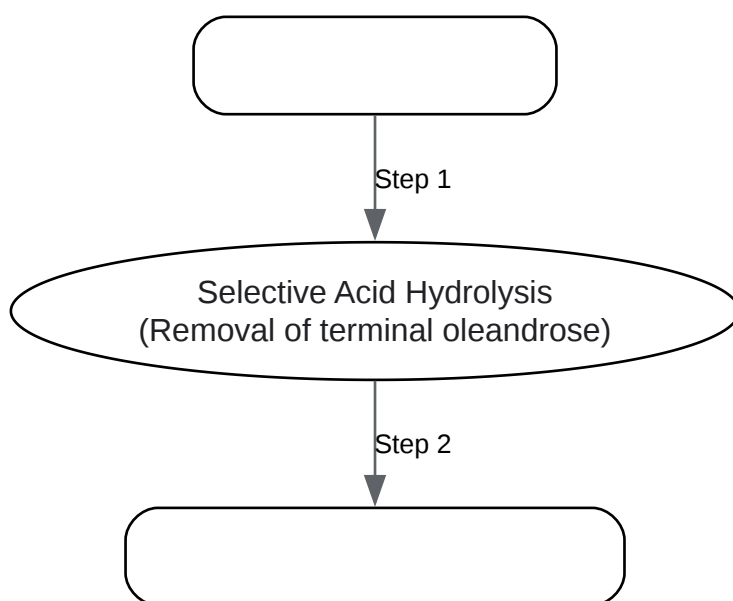 Step 1
Selective Acid Hydrolysis
(Removal of terminal oleandrose)
Step 2